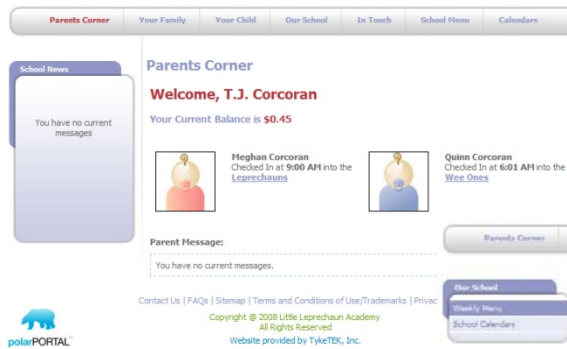 Parents Corner Your Family Your Child Our School In Touch School Menu Calendars
School News
You have no current
messages
Parents Corner
Welcome, T.J. Corcoran
Your Current Balance is $0.45
Meghan Corcoran
Checked In at 9:00 AM into the
Leprechauns
Quinn Corcoran
Checked In at 6:01 AM into the
Wee Ones
Parent Message:
You have no current messages.
Parents Corner
Our School
Weekly Menu
School Calendars
Contact Us | FAQs | Sitemap | Terms and Conditions of Use/Trademarks | Privac
Copyright @ 2008 Little Leprechaun Academy
All Rights Reserved
Website provided by TykeTEK, Inc.
polarPORTAL